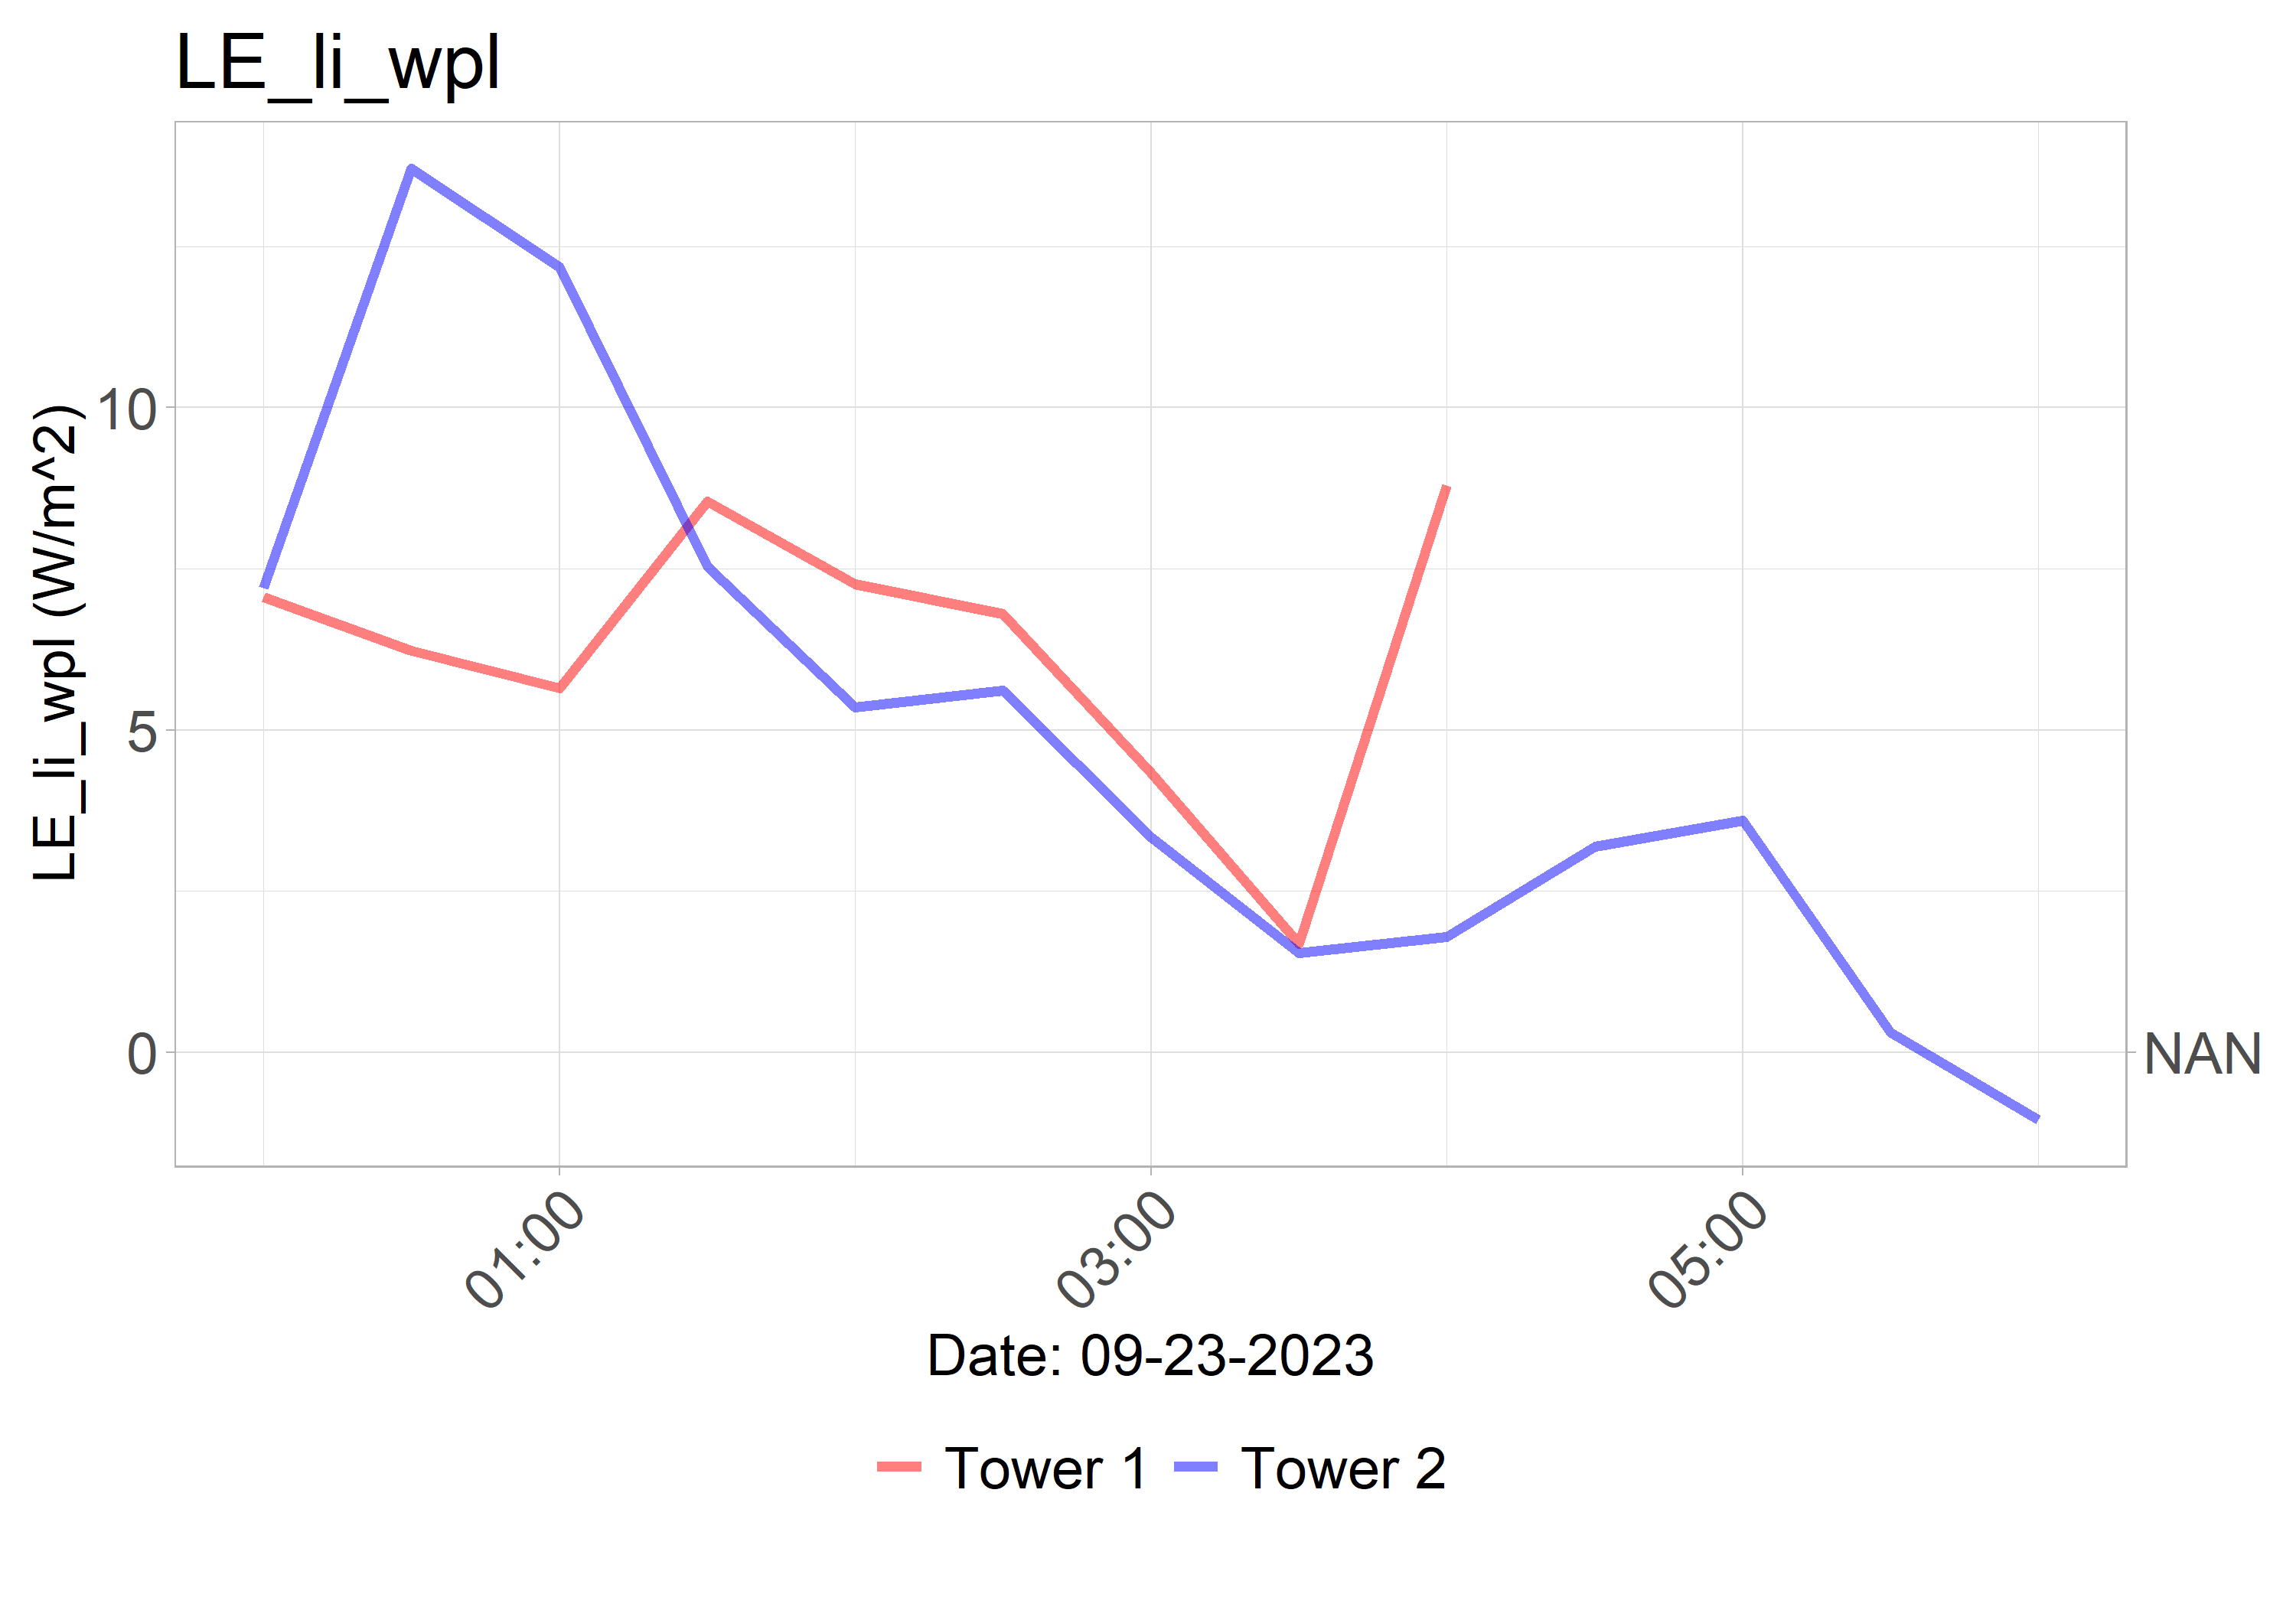 LE_li_wpl
LE_li_wpl (W/m^2)
10
5
0
NAN
01:00
03:00
05:00
Date: 09-23-2023
Tower 1
Tower 2